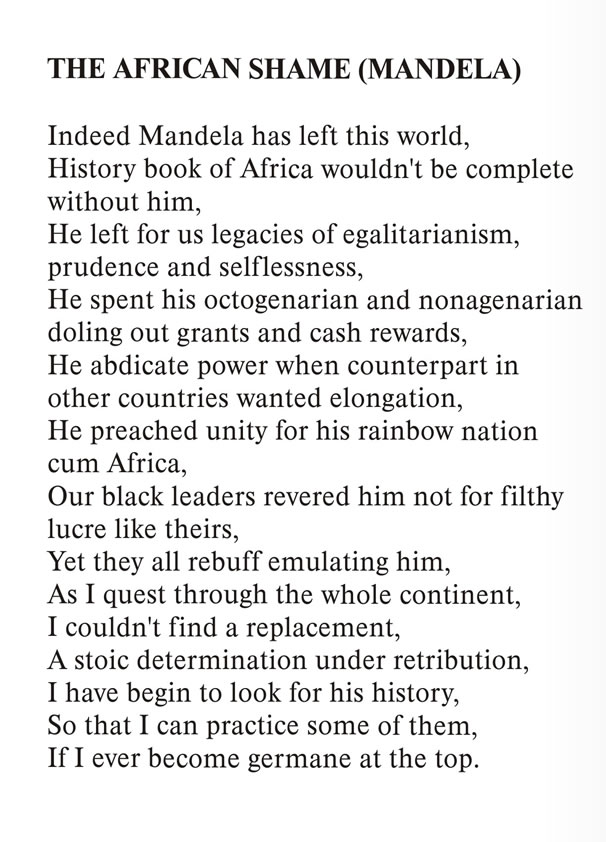 THE AFRICAN SHAME (MANDELA)
Indeed Mandela has left this world,
History book of Africa wouldn't be complete
without him,
He left for us legacies of egalitarianism,
prudence and selflessness,
He spent his octogenarian and nonagenarian
doling out grants and cash rewards,
He abdicate power when counterpart in
other countries wanted elongation,
He preached unity for his rainbow nation
cum Africa,
Our black leaders revered him not for filthy
lucre like theirs,
Yet they all rebuff emulating him,
As I quest through the whole continent,
I couldn't find a replacement,
A stoic determination under retribution,
I have begin to look for his history,
So that I can practice some of them,
If I ever become germane at the top.